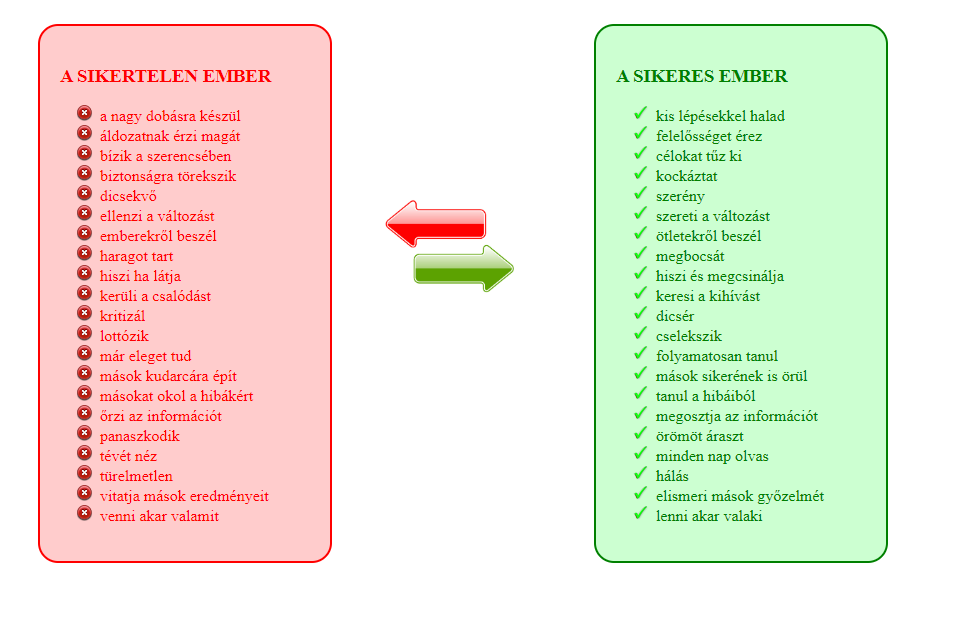 A SIKERTELEN EMBER
a nagy dobásra készül
áldozatnak érzi magát
bízik a szerencsében
biztonságra törekszik
dicsekvő
ellenzi a változást
emberekről beszél
haragot tart
hiszi ha látja
kerüli a csalódást
kritizál
lottózik
már eleget tud
mások kudarcára épít
másokat okol a hibákért
őrzi az információt
panaszkodik
tévét néz
türelmetlen
vitatja mások eredményeit
venni akar valamit
A SIKERES EMBER
kis lépésekkel halad
felelősséget érez
célokat tűz ki
kockáztat
szerény
szereti a változást
ötletekről beszél
megbocsát
hiszi és megcsinálja
keresi a kihívást
dicsér
cselekszik
folyamatosan tanul
mások sikerének is örül
tanul a hibáiból
megosztja az információt
örömöt áraszt
minden nap olvas
hálás
elismeri mások győzelmét
lenni akar valaki